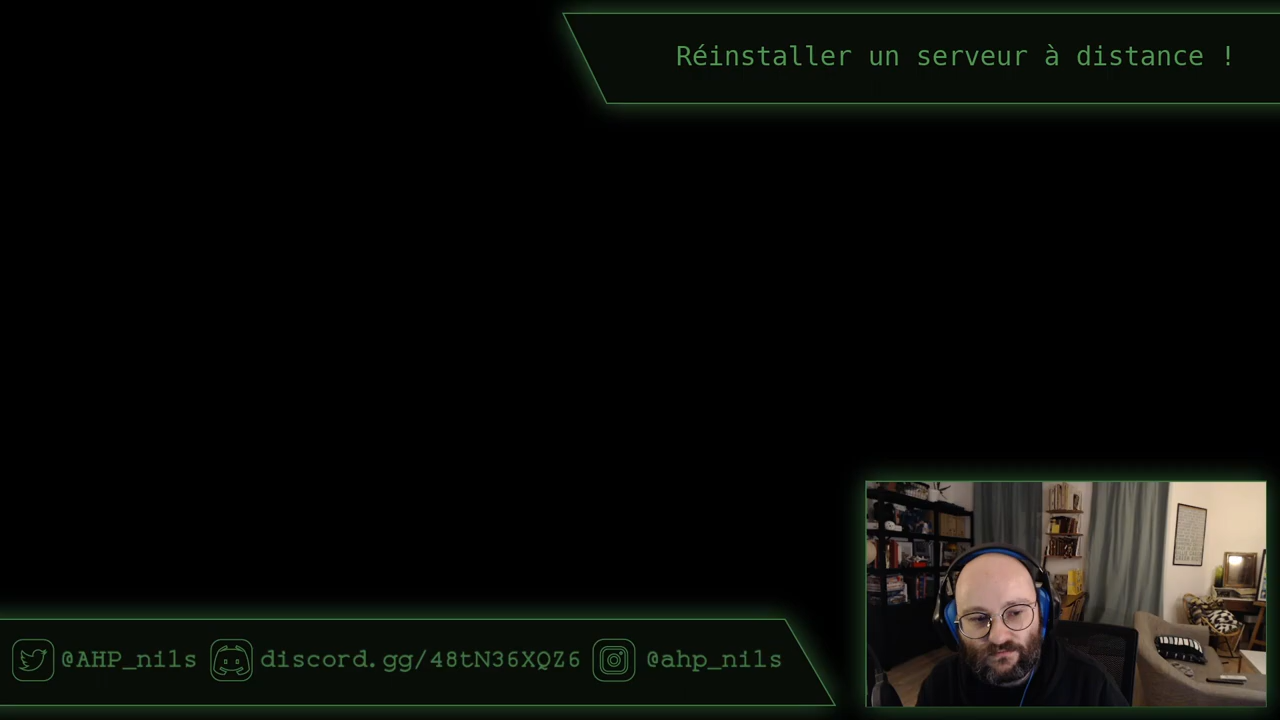 Réinstaller un serveur à distance !
@AHP_nils discord.gg/48tN36XQZ6 @ahp_nils